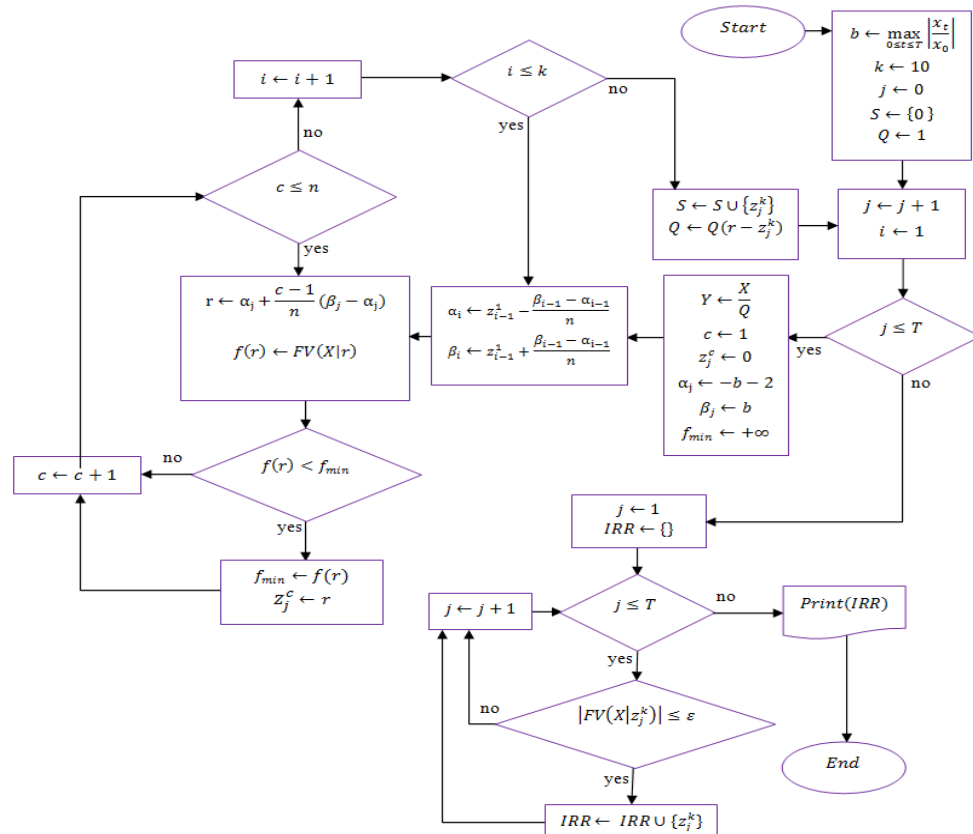 Start
b ← max 0≤t≤T |x_t / x_0|
k ← 10
j ← 0
S ← {0}
Q ← 1
j ← j + 1
i ← 1
j ≤ T
yes
no
Y ← X / Q
c ← 1
z_j^c ← 0
α_j ← −b − 2
β_j ← b
f_min ← +∞
α_i ← z_{i−1}^1 − (β_{i−1} − α_{i−1}) / n
β_i ← z_{i−1}^1 + (β_{i−1} − α_{i−1}) / n
r ← α_j + (c − 1) / n (β_j − α_j)
f(r) ← FV(X|r)
f(r) < f_min
no
yes
f_min ← f(r)
z_j^c ← r
c ← c + 1
c ≤ n
no
yes
i ← i + 1
i ≤ k
no
yes
S ← S ∪ {z_j^k}
Q ← Q(r − z_j^k)
j ← 1
IRR ← {}
j ≤ T
no
yes
j ← j + 1
|FV(X|z_j^k)| ≤ ε
no
yes
IRR ← IRR ∪ {z_j^k}
Print(IRR)
End